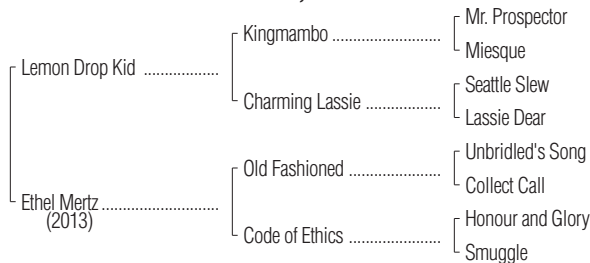 Mr. Prospector
Kingmambo ....................
Miesque
Lemon Drop Kid ..................
Seattle Slew
Charming Lassie ..................
Lassie Dear
Unbridled's Song
Old Fashioned ....................
Collect Call
Ethel Mertz ............................
(2013)
Honour and Glory
Code of Ethics ......................
Smuggle